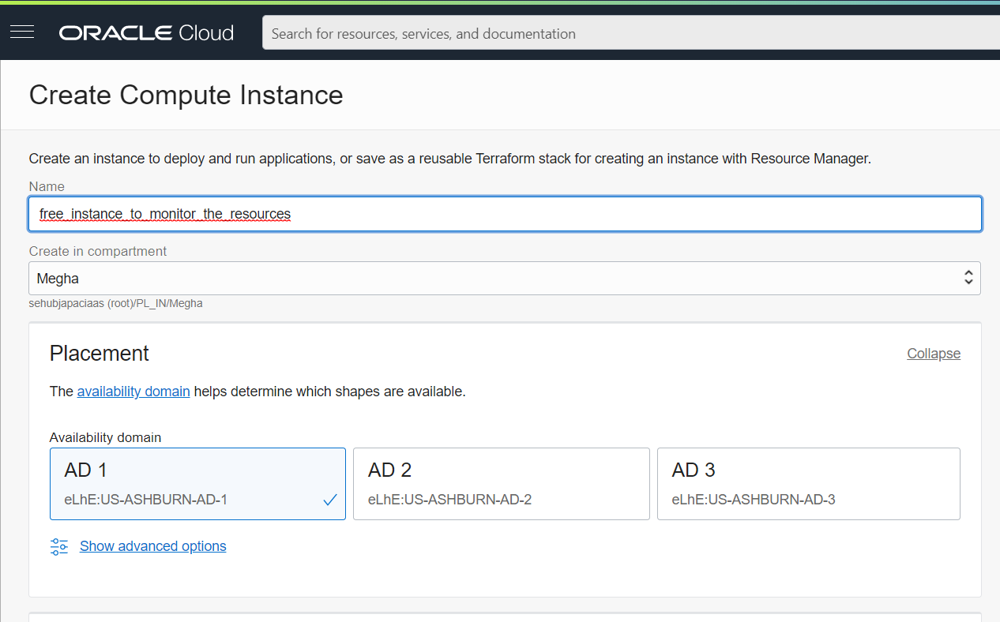 ORACLE Cloud
Search for resources, services, and documentation
Create Compute Instance
Create an instance to deploy and run applications, or save as a reusable Terraform stack for creating an instance with Resource Manager.
Name
free_instance_to_monitor_the_resources
Create in compartment
Megha
sehubjapaciaas (root)/PL_IN/Megha
Placement
Collapse
The availability domain helps determine which shapes are available.
Availability domain
AD 1
eLhE:US-ASHBURN-AD-1
AD 2
eLhE:US-ASHBURN-AD-2
AD 3
eLhE:US-ASHBURN-AD-3
Show advanced options